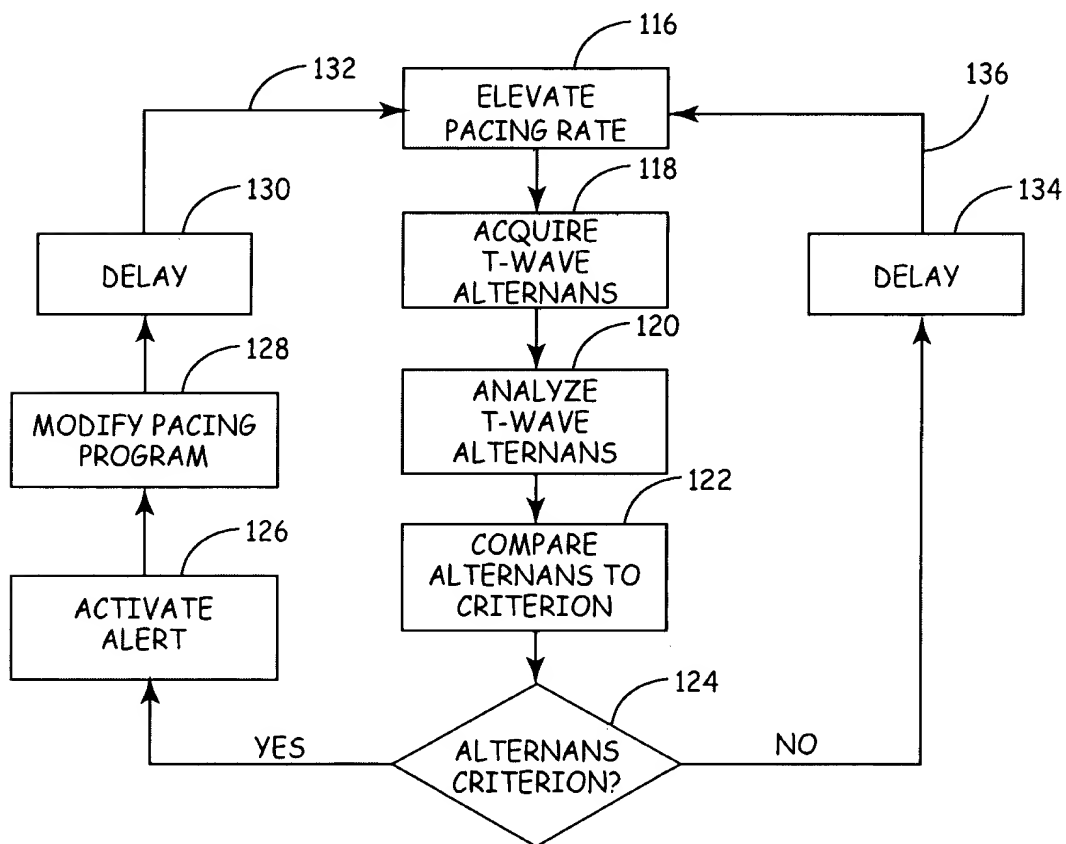 116
132
136
ELEVATE
PACING RATE
118
130
134
ACQUIRE
T-WAVE
ALTERNANS
DELAY
DELAY
120
128
ANALYZE
T-WAVE
ALTERNANS
MODIFY PACING
PROGRAM
122
126
COMPARE
ALTERNANS TO
CRITERION
ACTIVATE
ALERT
124
YES
ALTERNANS
CRITERION?
NO